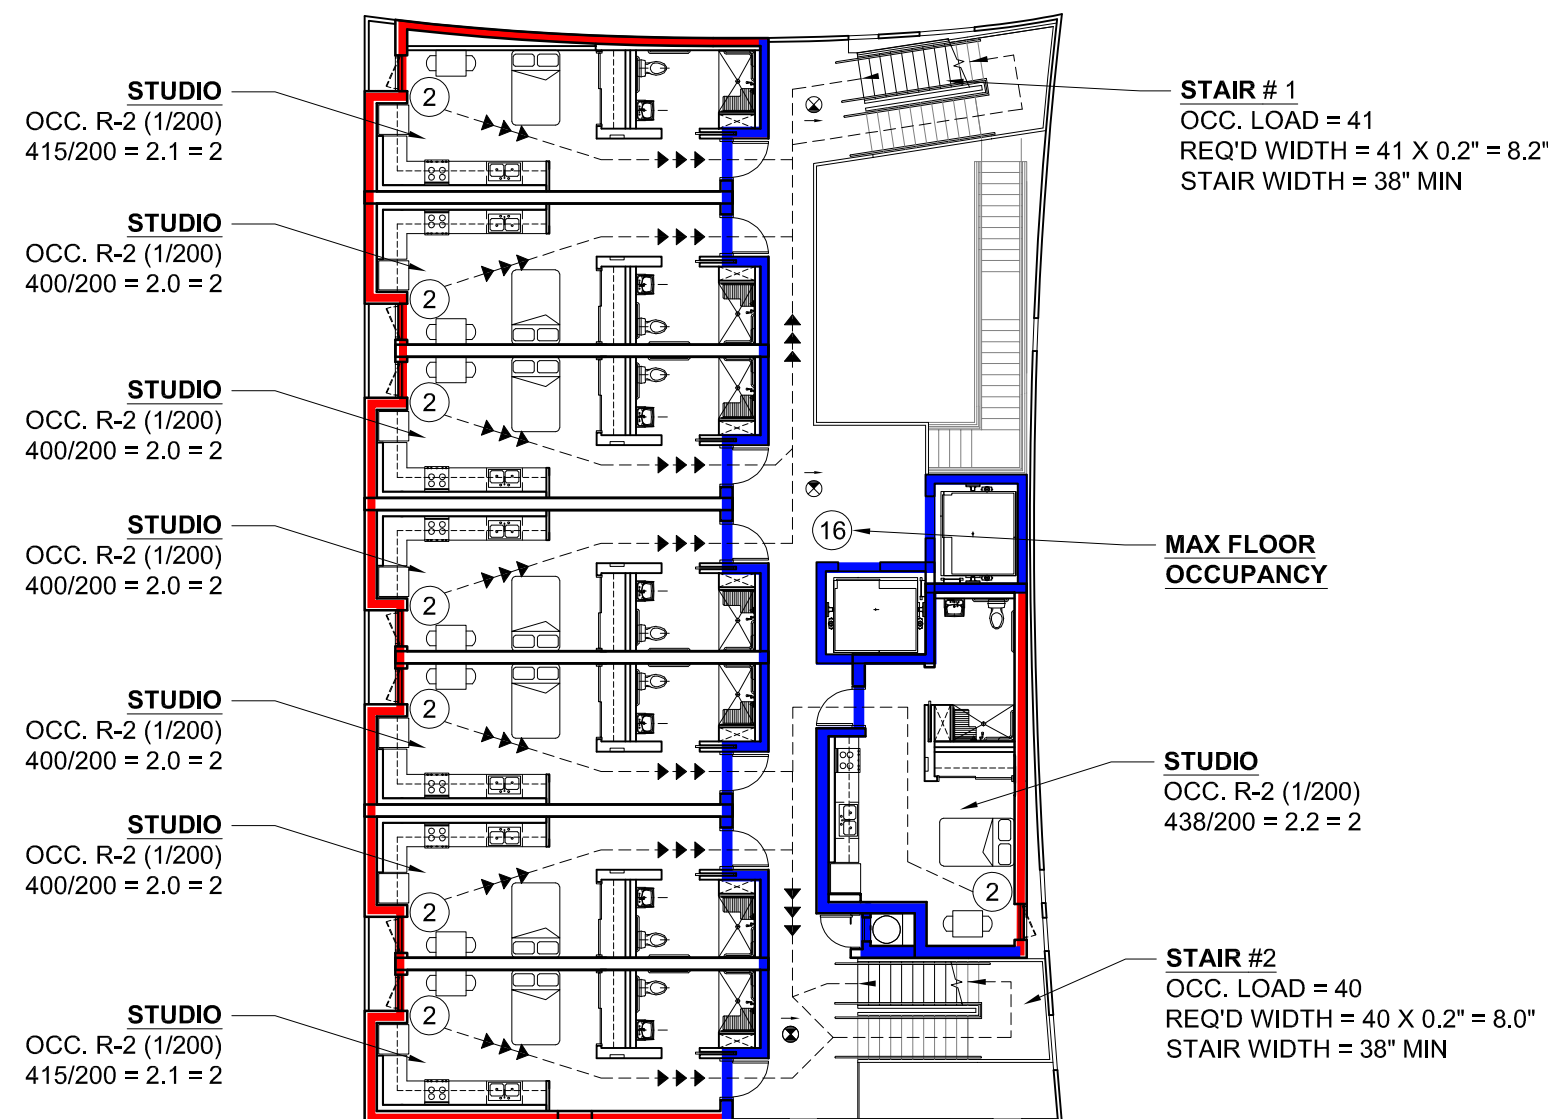 STUDIO
OCC. R-2 (1/200)
415/200 = 2.1 = 2
STUDIO
OCC. R-2 (1/200)
400/200 = 2.0 = 2
STUDIO
OCC. R-2 (1/200)
400/200 = 2.0 = 2
STUDIO
OCC. R-2 (1/200)
400/200 = 2.0 = 2
STUDIO
OCC. R-2 (1/200)
400/200 = 2.0 = 2
STUDIO
OCC. R-2 (1/200)
400/200 = 2.0 = 2
STUDIO
OCC. R-2 (1/200)
415/200 = 2.1 = 2
2
2
2
2
2
2
2
16
2
STAIR # 1
OCC. LOAD = 41
REQ'D WIDTH = 41 X 0.2" = 8.2"
STAIR WIDTH = 38" MIN
MAX FLOOR
OCCUPANCY
STUDIO
OCC. R-2 (1/200)
438/200 = 2.2 = 2
STAIR #2
OCC. LOAD = 40
REQ'D WIDTH = 40 X 0.2" = 8.0"
STAIR WIDTH = 38" MIN